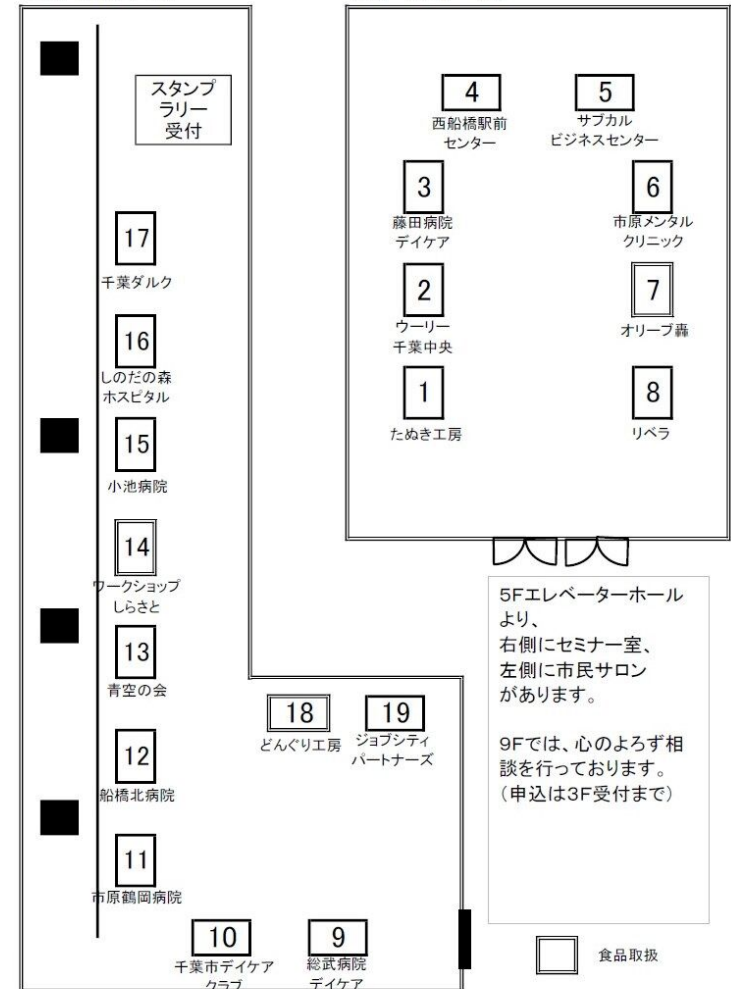 スタンプ
ラリー
受付
17
千葉ダルク
16
しのだの森
ホスピタル
15
小池病院
14
ワークショップ
しらさと
13
青空の会
12
船橋北病院
11
市原鶴岡病院
10
千葉市デイケア
クラブ
9
総武病院
デイケア
18
どんぐり工房
19
ジョブシティ
パートナーズ
4
西船橋駅前
センター
5
サブカル
ビジネスセンター
3
藤田病院
デイケア
6
市原メンタル
クリニック
2
ウーリー
千葉中央
7
オリーブ轟
1
たぬき工房
8
リベラ
5Fエレベーターホール
より、
右側にセミナー室、
左側に市民サロン
があります。
9Fでは、心のよろず相
談を行っております。
(申込は3F受付まで)
食品取扱